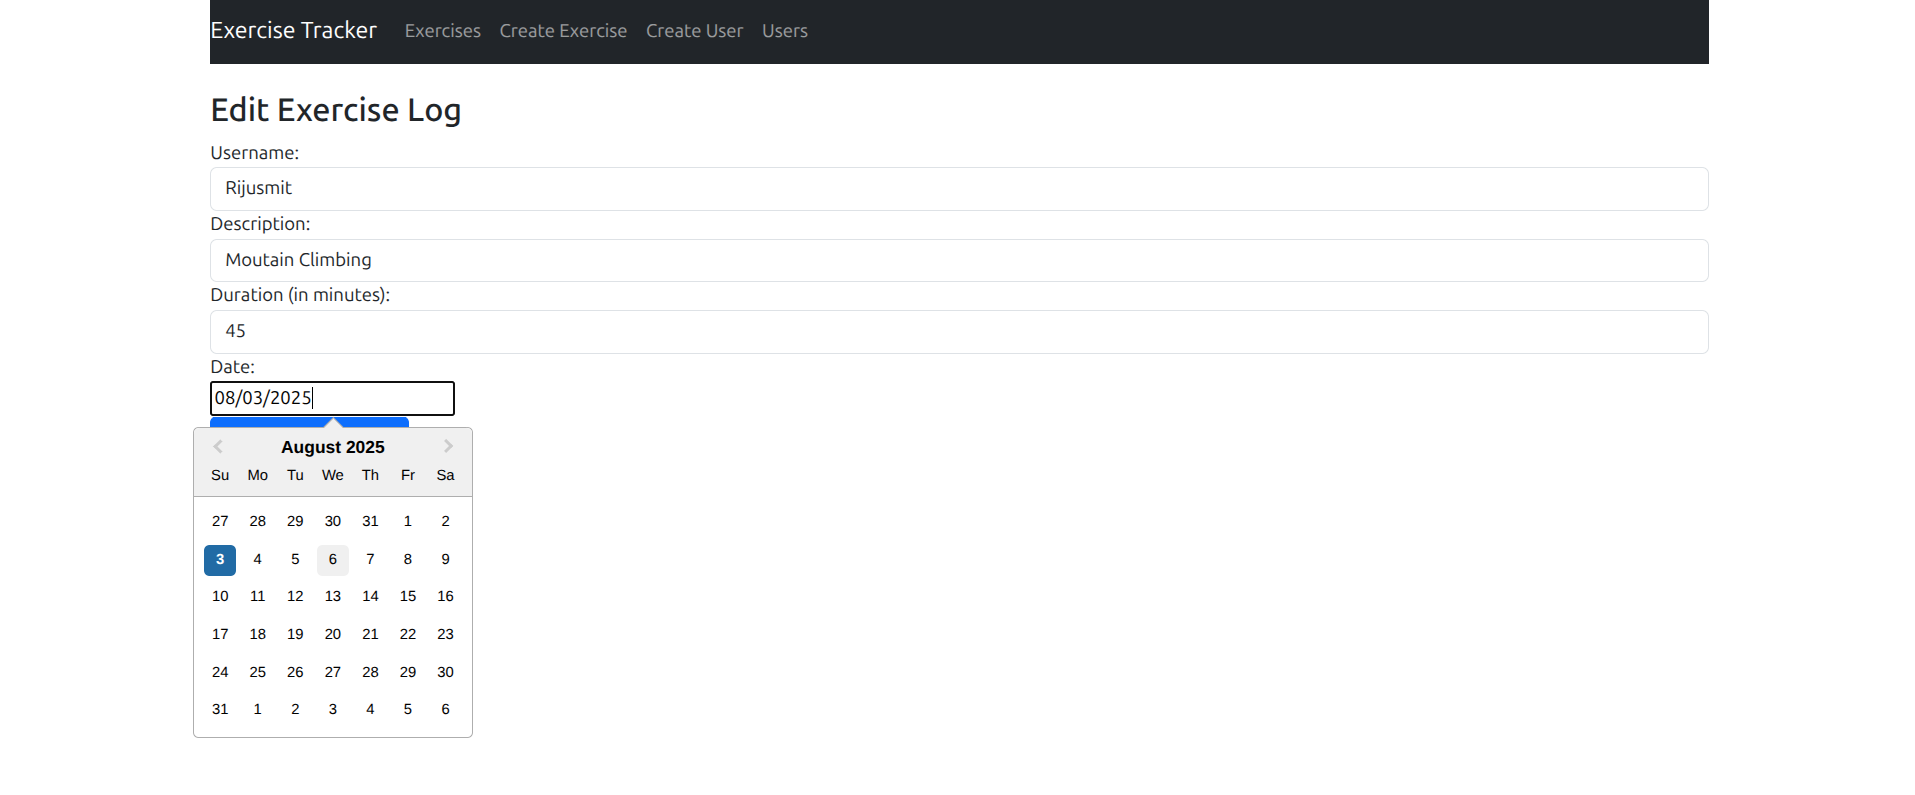 Exercise Tracker Exercises Create Exercise Create User Users
Edit Exercise Log
Username:
Rijusmit
Description:
Moutain Climbing
Duration (in minutes):
45
Date:
08/03/2025
August 2025
Su Mo Tu We Th Fr Sa
27 28 29 30 31 1 2
3 4 5 6 7 8 9
10 11 12 13 14 15 16
17 18 19 20 21 22 23
24 25 26 27 28 29 30
31 1 2 3 4 5 6